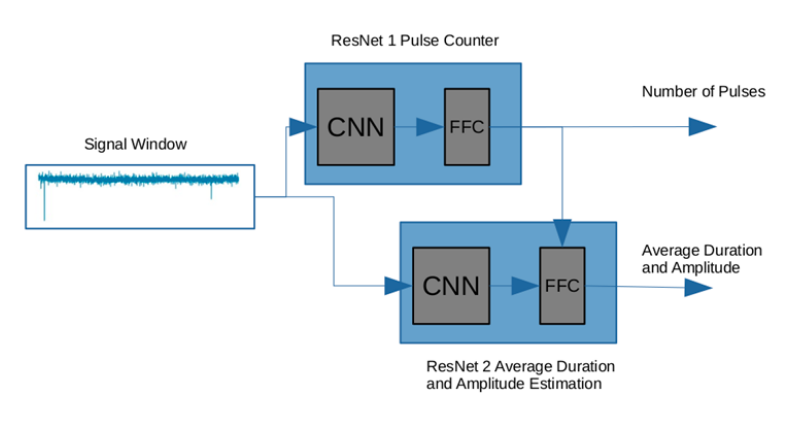 ResNet 1 Pulse Counter
Number of Pulses
CNN
FFC
Signal Window
Average Duration
and Amplitude
CNN
FFC
ResNet 2 Average Duration
and Amplitude Estimation